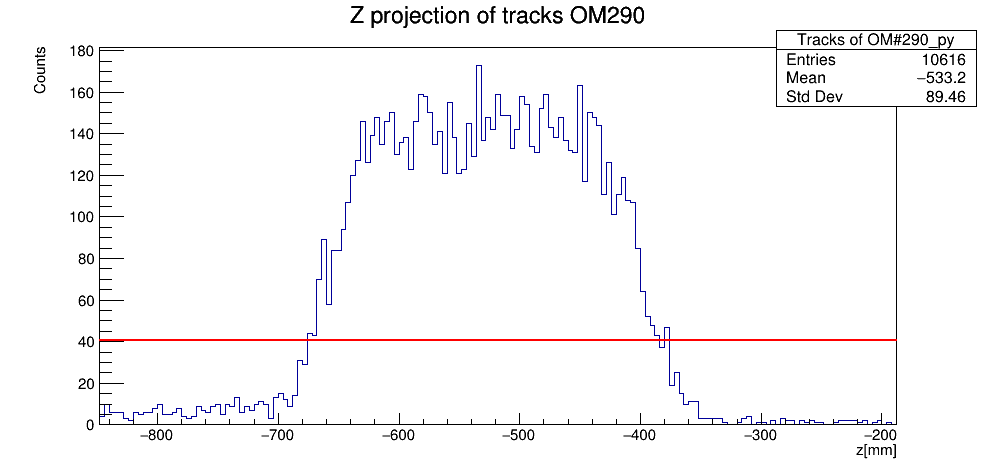 Z projection of tracks OM290
Tracks of OM#290_py
Entries 10616
Mean −533.2
Std Dev 89.46
Counts
180
160
140
120
100
80
60
40
20
0
−800 −700 −600 −500 −400 −300 −200
z[mm]